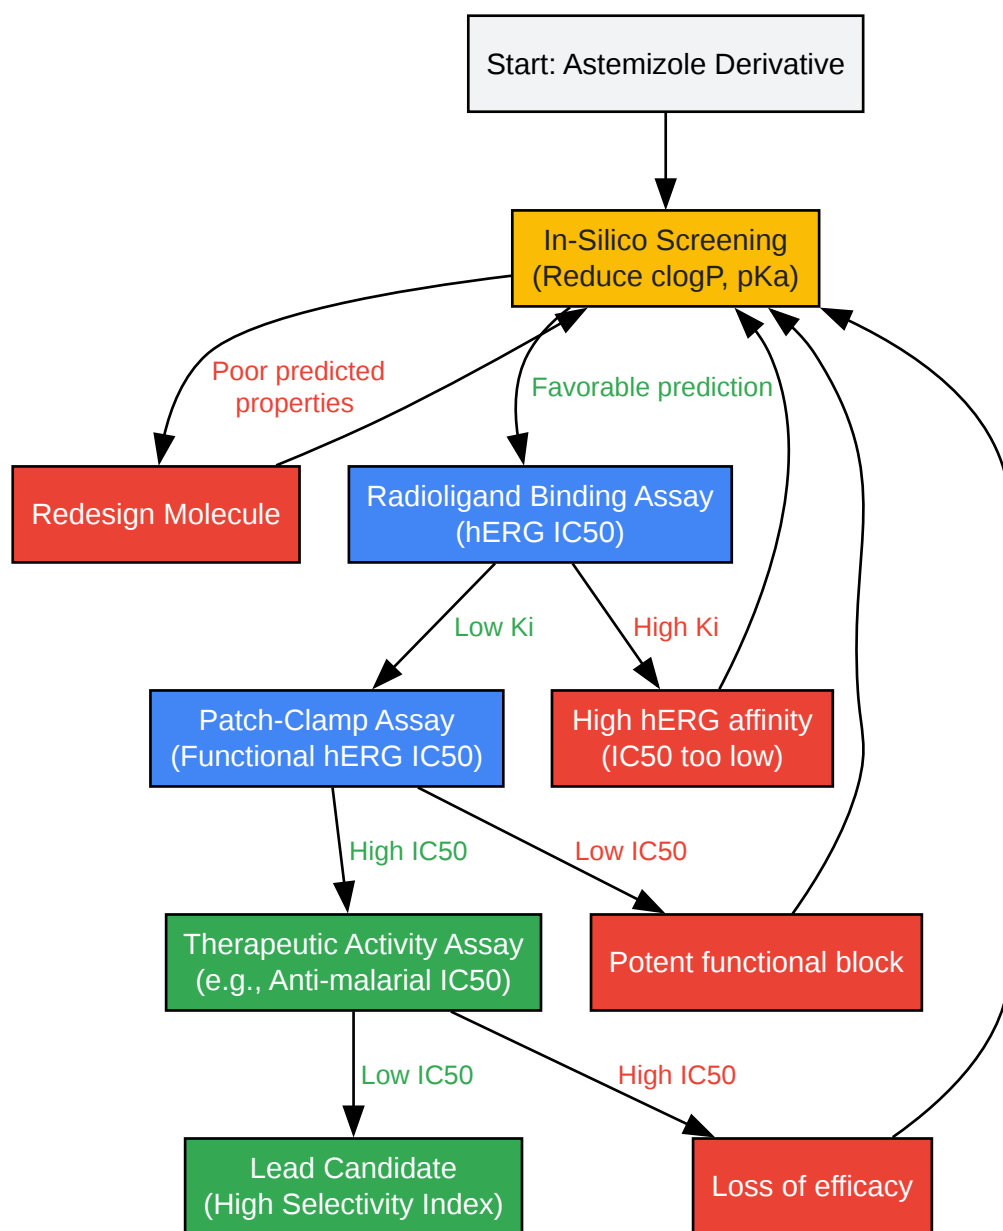 Start: Astemizole Derivative
In-Silico Screening
(Reduce clogP, pKa)
Poor predicted
properties
Favorable prediction
Redesign Molecule
Radioligand Binding Assay
(hERG IC50)
Low Ki
High Ki
Patch-Clamp Assay
(Functional hERG IC50)
High hERG affinity
(IC50 too low)
High IC50
Low IC50
Therapeutic Activity Assay
(e.g., Anti-malarial IC50)
Potent functional block
Low IC50
High IC50
Lead Candidate
(High Selectivity Index)
Loss of efficacy